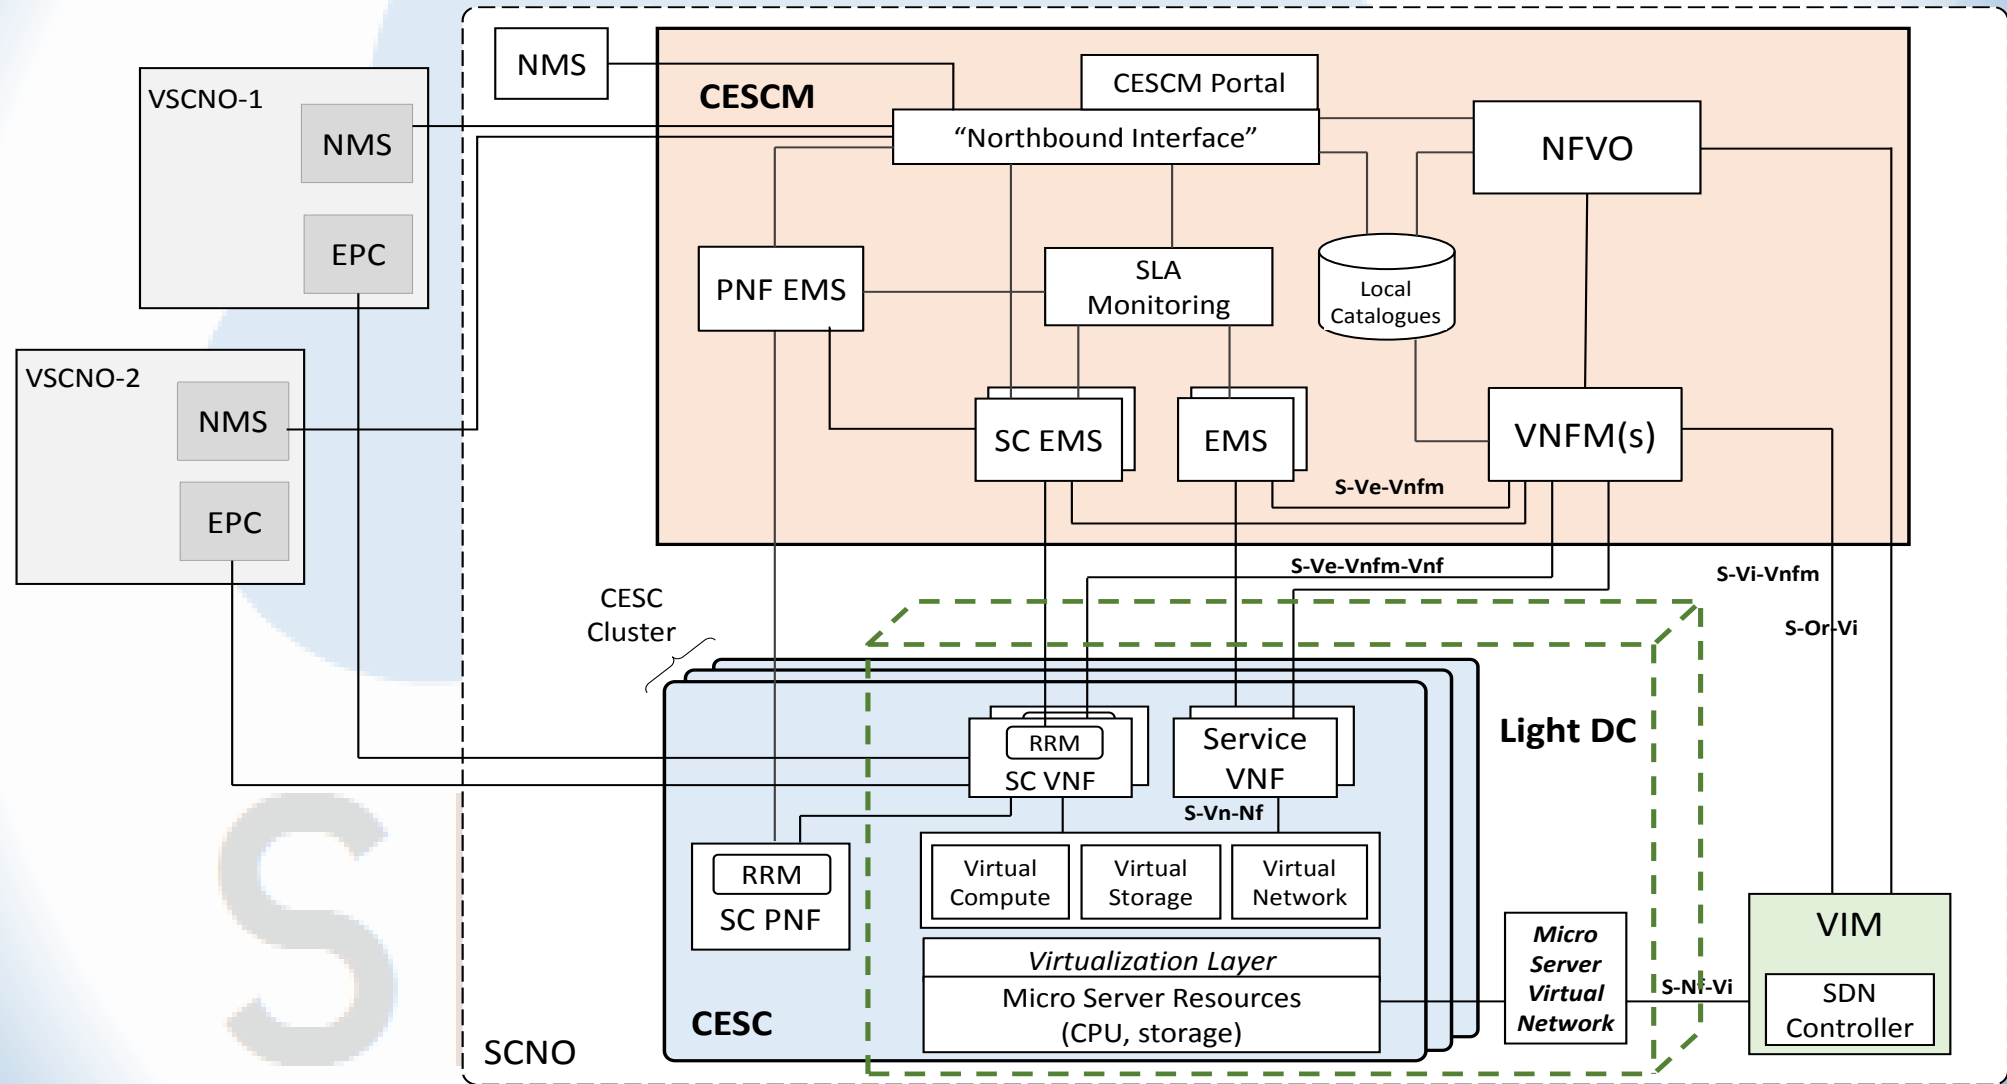 NMS
CESCM Portal
CESCM
VSCNO-1
NMS
"Northbound Interface"
NFVO
EPC
PNF EMS
SLA
Monitoring
Local
Catalogues
VSCNO-2
NMS
SC EMS
EMS
VNFM(s)
S-Ve-Vnfm
EPC
S-Ve-Vnfm-Vnf
S-Vi-Vnfm
CESC
Cluster
S-Or-Vi
Light DC
RRM
SC VNF
Service
VNF
S-Vn-Nf
RRM
SC PNF
Virtual
Compute
Virtual
Storage
Virtual
Network
VIM
Micro
Server
Virtual
Network
Virtualization Layer
S-Nf-Vi
Micro Server Resources
(CPU, storage)
SDN
Controller
CESC
SCNO
S